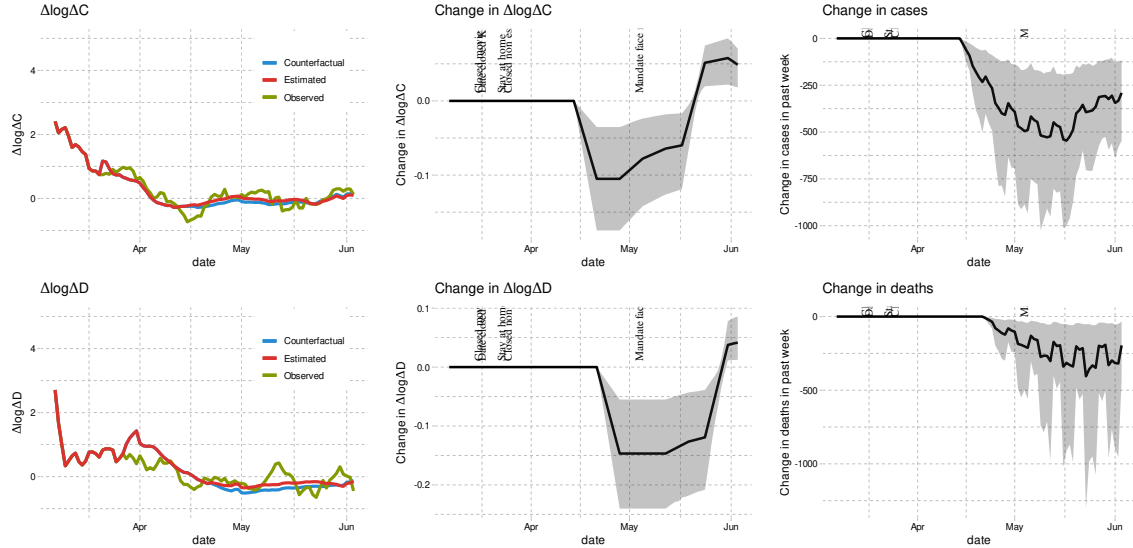 ΔlogΔC
Change in ΔlogΔC
Change in cases
ΔlogΔC
4
2
0
Apr
May
Jun
date
Counterfactual
Estimated
Observed
Change in ΔlogΔC
0.0
-0.1
Apr
May
Jun
date
Stay at home
Closed non es
Mandate face
Change in cases in past week
0
-250
-500
-750
-1000
Apr
May
Jun
date
M
ΔlogΔD
Change in ΔlogΔD
Change in deaths
ΔlogΔD
4
2
0
Apr
May
Jun
date
Counterfactual
Estimated
Observed
Change in ΔlogΔD
0.1
0.0
-0.1
-0.2
Apr
May
Jun
date
Stay at home
Closed non
Mandate fac
Change in deaths in past week
0
-500
-1000
Apr
May
Jun
date
M